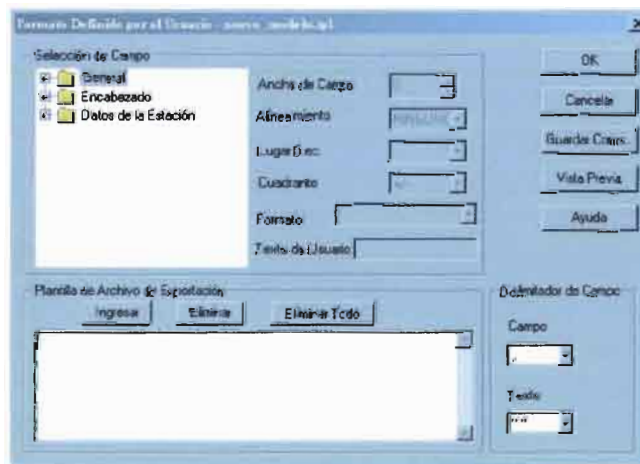 Formato Definido por el Usuario - nuevo_modelo.tpl
Selección de Campo
General
Encabezado
Datos de la Estación
Ancho de Campo
Alineamiento
Lugar Dec.
Cuadrante
Formato
Texto de Usuario
OK
Cancela
Guardar Como..
Vista Previa
Ayuda
Plantilla de Archivo de Exportación
Ingresar
Eliminar
Eliminar Todo
Delimitador de Campo
Campo
,
Texto
""